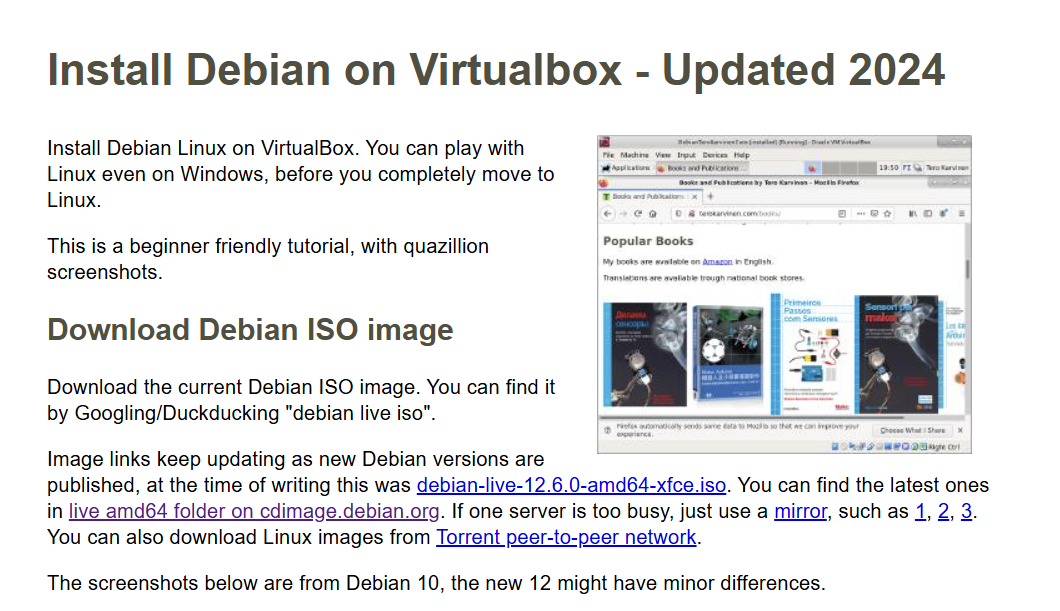 Install Debian on Virtualbox - Updated 2024
Install Debian Linux on VirtualBox. You can play with
Linux even on Windows, before you completely move to
Linux.
This is a beginner friendly tutorial, with quazillion
screenshots.
Download Debian ISO image
Download the current Debian ISO image. You can find it
by Googling/Duckducking "debian live iso".
Image links keep updating as new Debian versions are
published, at the time of writing this was debian-live-12.6.0-amd64-xfce.iso. You can find the latest ones
in live amd64 folder on cdimage.debian.org. If one server is too busy, just use a mirror, such as 1, 2, 3.
You can also download Linux images from Torrent peer-to-peer network.
The screenshots below are from Debian 10, the new 12 might have minor differences.
File Machine View Input Devices Help
Applications Books and Publications ... 19:50 FI Tero Karvinen
Books and Publications by Tero Karvinen - Mozilla Firefox
Books and Publications
terokarvinen.com/books/
Popular Books
My books are available on Amazon in English.
Translations are available trough national book stores.
Делаем
сенсоры
Primeiros
Passos
com Sensores
Make:
Firefox automatically sends some data to Mozilla so that we can improve your
experience.
Choose What I Share
Right Ctrl